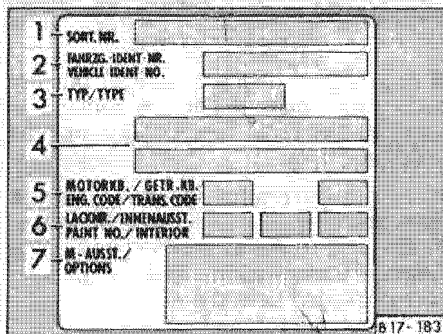 1 SORT. NR.
2 FAHRZG.-IDENT-NR.
VEHICLE IDENT NO.
3 TYP/TYPE
4
5 MOTORKB./GETR.KB.
ENG. CODE/TRANS. CODE
6 LACKNR./INNENAUSST.
PAINT NO./INTERIOR
7 M-AUSST./
OPTIONS
B17-183